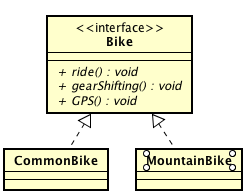 <<interface>>
Bike
+ ride() : void
+ gearShifting() : void
+ GPS() : void
CommonBike
MountainBike